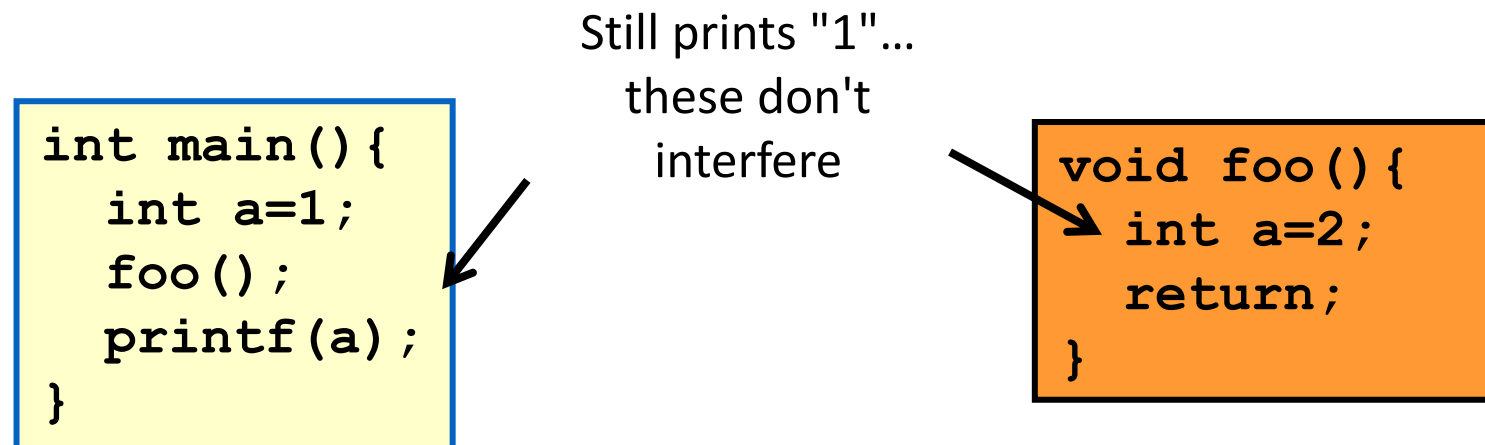 Still prints "1"…
these don't
interfere
int main(){
int a=1;
foo();
printf(a);
}
void foo(){
int a=2;
return;
}